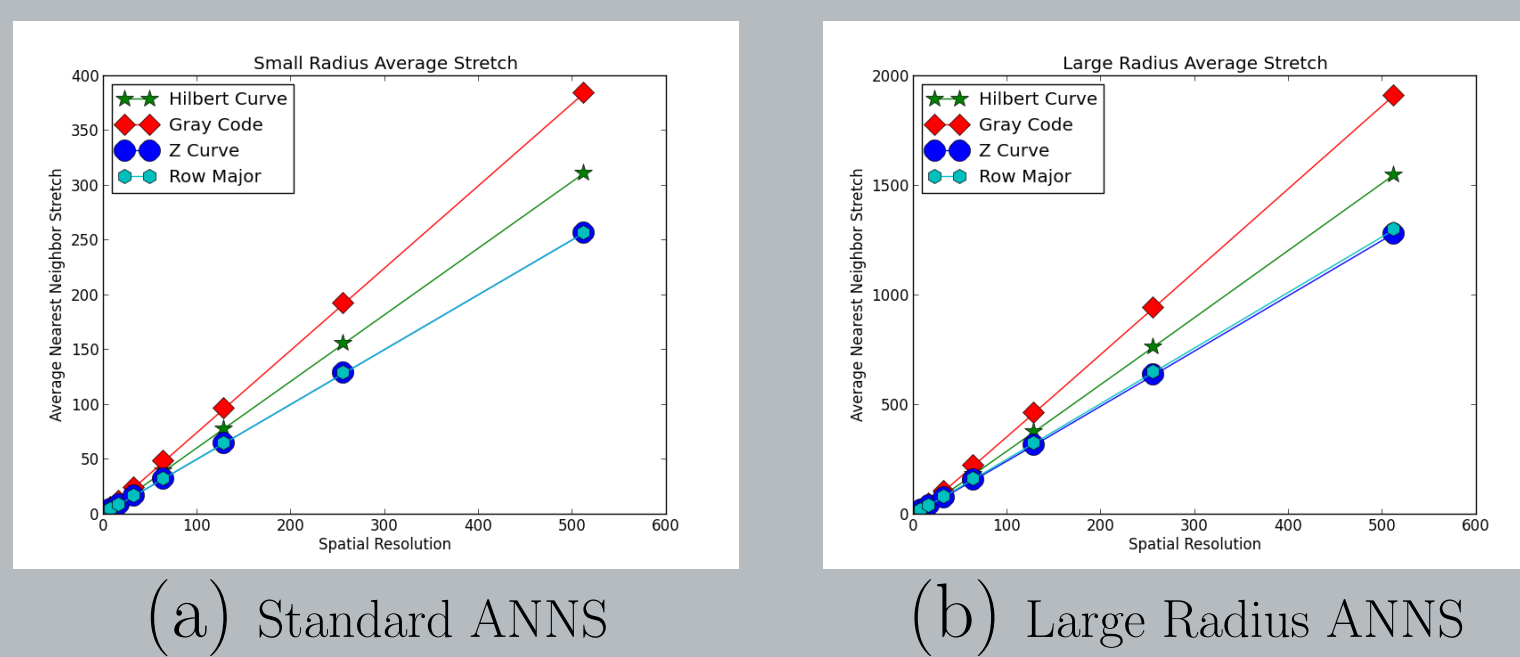 Small Radius Average Stretch
400
350
300
250
200
150
100
50
0
Average Nearest Neighbor Stretch
Hilbert Curve
Gray Code
Z Curve
Row Major
0 100 200 300 400 500 600
Spatial Resolution
(a) Standard ANNS
Large Radius Average Stretch
2000
1500
1000
500
0
Average Nearest Neighbor Stretch
Hilbert Curve
Gray Code
Z Curve
Row Major
0 100 200 300 400 500 600
Spatial Resolution
(b) Large Radius ANNS